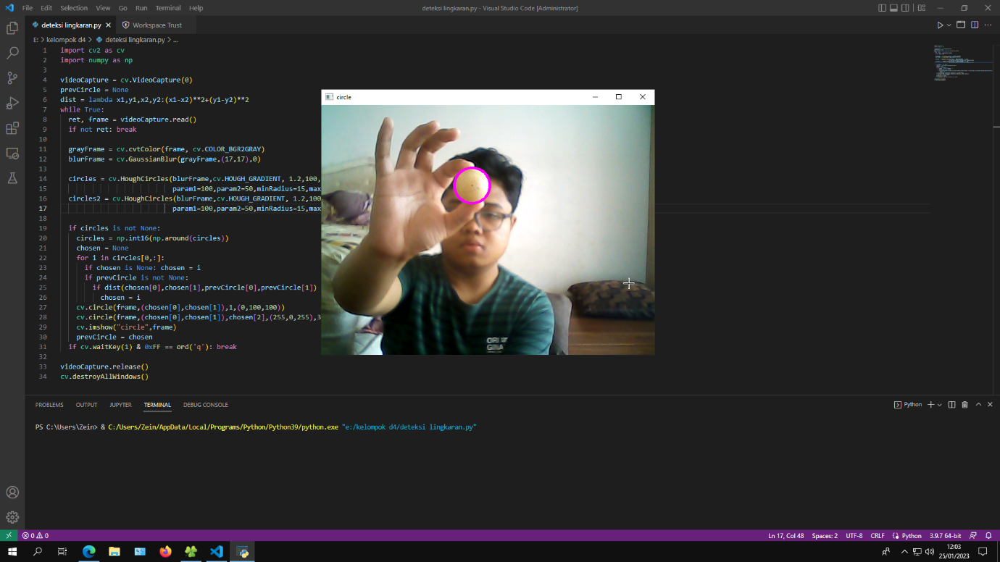 File Edit Selection View Go Run Terminal Help
deteksi lingkaran.py - Visual Studio Code [Administrator]
deteksi lingkaran.py
Workspace Trust
E: > kelompok d4 > deteksi lingkaran.py > ...
1 import cv2 as cv
2 import numpy as np
3
4 videoCapture = cv.VideoCapture(0)
5 prevCircle = None
6 dist = lambda x1,y1,x2,y2:(x1-x2)**2+(y1-y2)**2
7 while True:
8 ret, frame = videoCapture.read()
9 if not ret: break
10
11 grayFrame = cv.cvtColor(frame, cv.COLOR_BGR2GRAY)
12 blurFrame = cv.GaussianBlur(grayFrame,(17,17),0)
13
14 circles = cv.HoughCircles(blurFrame,cv.HOUGH_GRADIENT, 1.2,100,
15 param1=100,param2=50,minRadius=15,max
16 circles2 = cv.HoughCircles(blurFrame,cv.HOUGH_GRADIENT, 1.2,100
17 param1=100,param2=50,minRadius=15,max
18
19 if circles is not None:
20 circles = np.int16(np.around(circles))
21 chosen = None
22 for i in circles[0,:]:
23 if chosen is None: chosen = i
24 if prevCircle is not None:
25 if dist(chosen[0],chosen[1],prevCircle[0],prevCircle[1])
26 chosen = i
27 cv.circle(frame,(chosen[0],chosen[1]),1,(0,100,100))
28 cv.circle(frame,(chosen[0],chosen[1]),chosen[2],(255,0,255),3
29 cv.imshow("circle",frame)
30 prevCircle = chosen
31 if cv.waitKey(1) & 0xFF == ord('q'): break
32
33 videoCapture.release()
34 cv.destroyAllWindows()
circle
PROBLEMS OUTPUT JUPYTER TERMINAL DEBUG CONSOLE
Python
PS C:\Users\Zein> & C:/Users/Zein/AppData/Local/Programs/Python/Python39/python.exe "e:/kelompok d4/deteksi lingkaran.py"
0 0
Ln 17, Col 48 Spaces: 2 UTF-8 CRLF Python 3.9.7 64-bit
12:03
25/01/2023